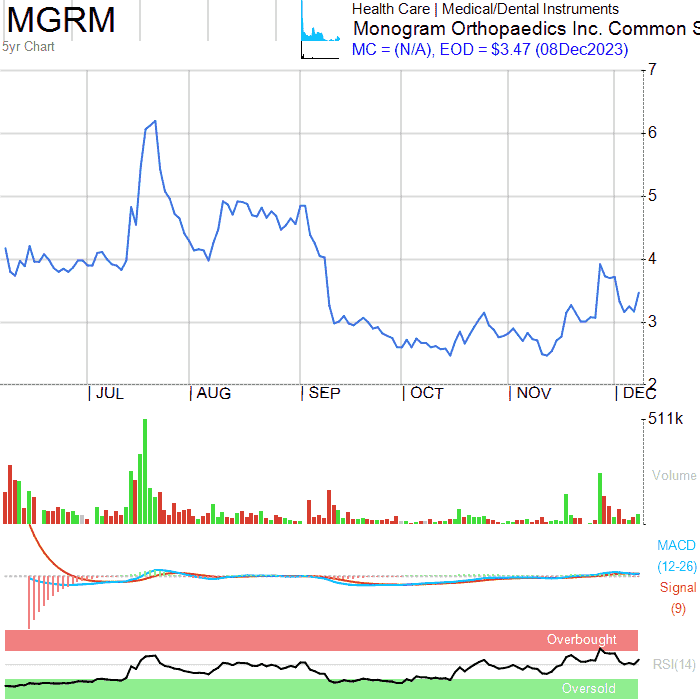 MGRM
5yr Chart
Health Care | Medical/Dental Instruments
Monogram Orthopaedics Inc. Common S
MC = (N/A), EOD = $3.47 (08Dec2023)
7
6
5
4
3
2
JUL AUG SEP OCT NOV DEC
511k
Volume
MACD
(12-26)
Signal
(9)
Overbought
RSI(14)
Oversold